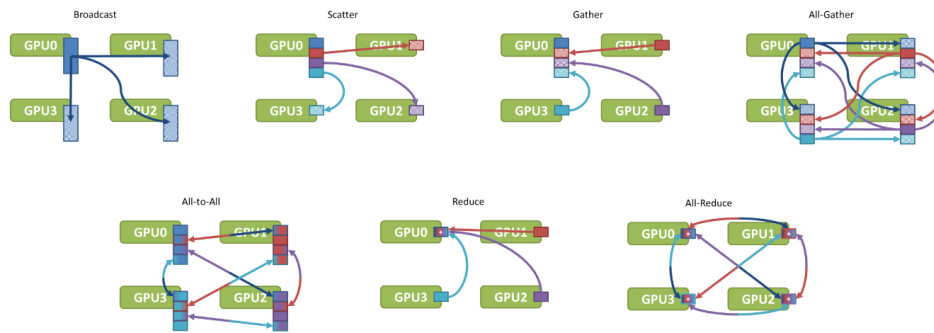 Broadcast
GPU0 GPU1
GPU3 GPU2
Scatter
GPU0 GPU1
GPU3 GPU2
Gather
GPU0 GPU1
GPU3 GPU2
All-Gather
GPU0 GPU1
GPU3 GPU2
All-to-All
GPU0 GPU1
GPU3 GPU2
Reduce
GPU0 GPU1
GPU3 GPU2
All-Reduce
GPU0 GPU1
GPU3 GPU2